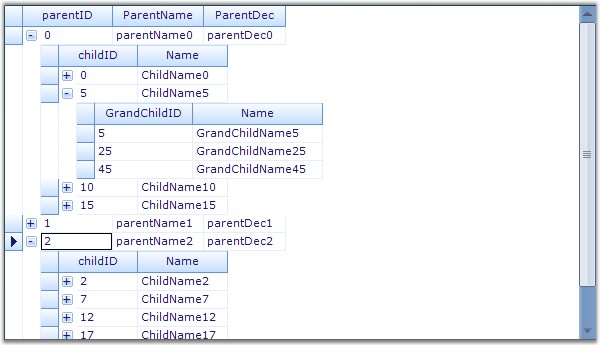 parentID ParentName ParentDec
0 parentName0 parentDec0
childID Name
0 ChildName0
5 ChildName5
GrandChildID Name
5 GrandChildName5
25 GrandChildName25
45 GrandChildName45
10 ChildName10
15 ChildName15
1 parentName1 parentDec1
2 parentName2 parentDec2
childID Name
2 ChildName2
7 ChildName7
12 ChildName12
17 ChildName17